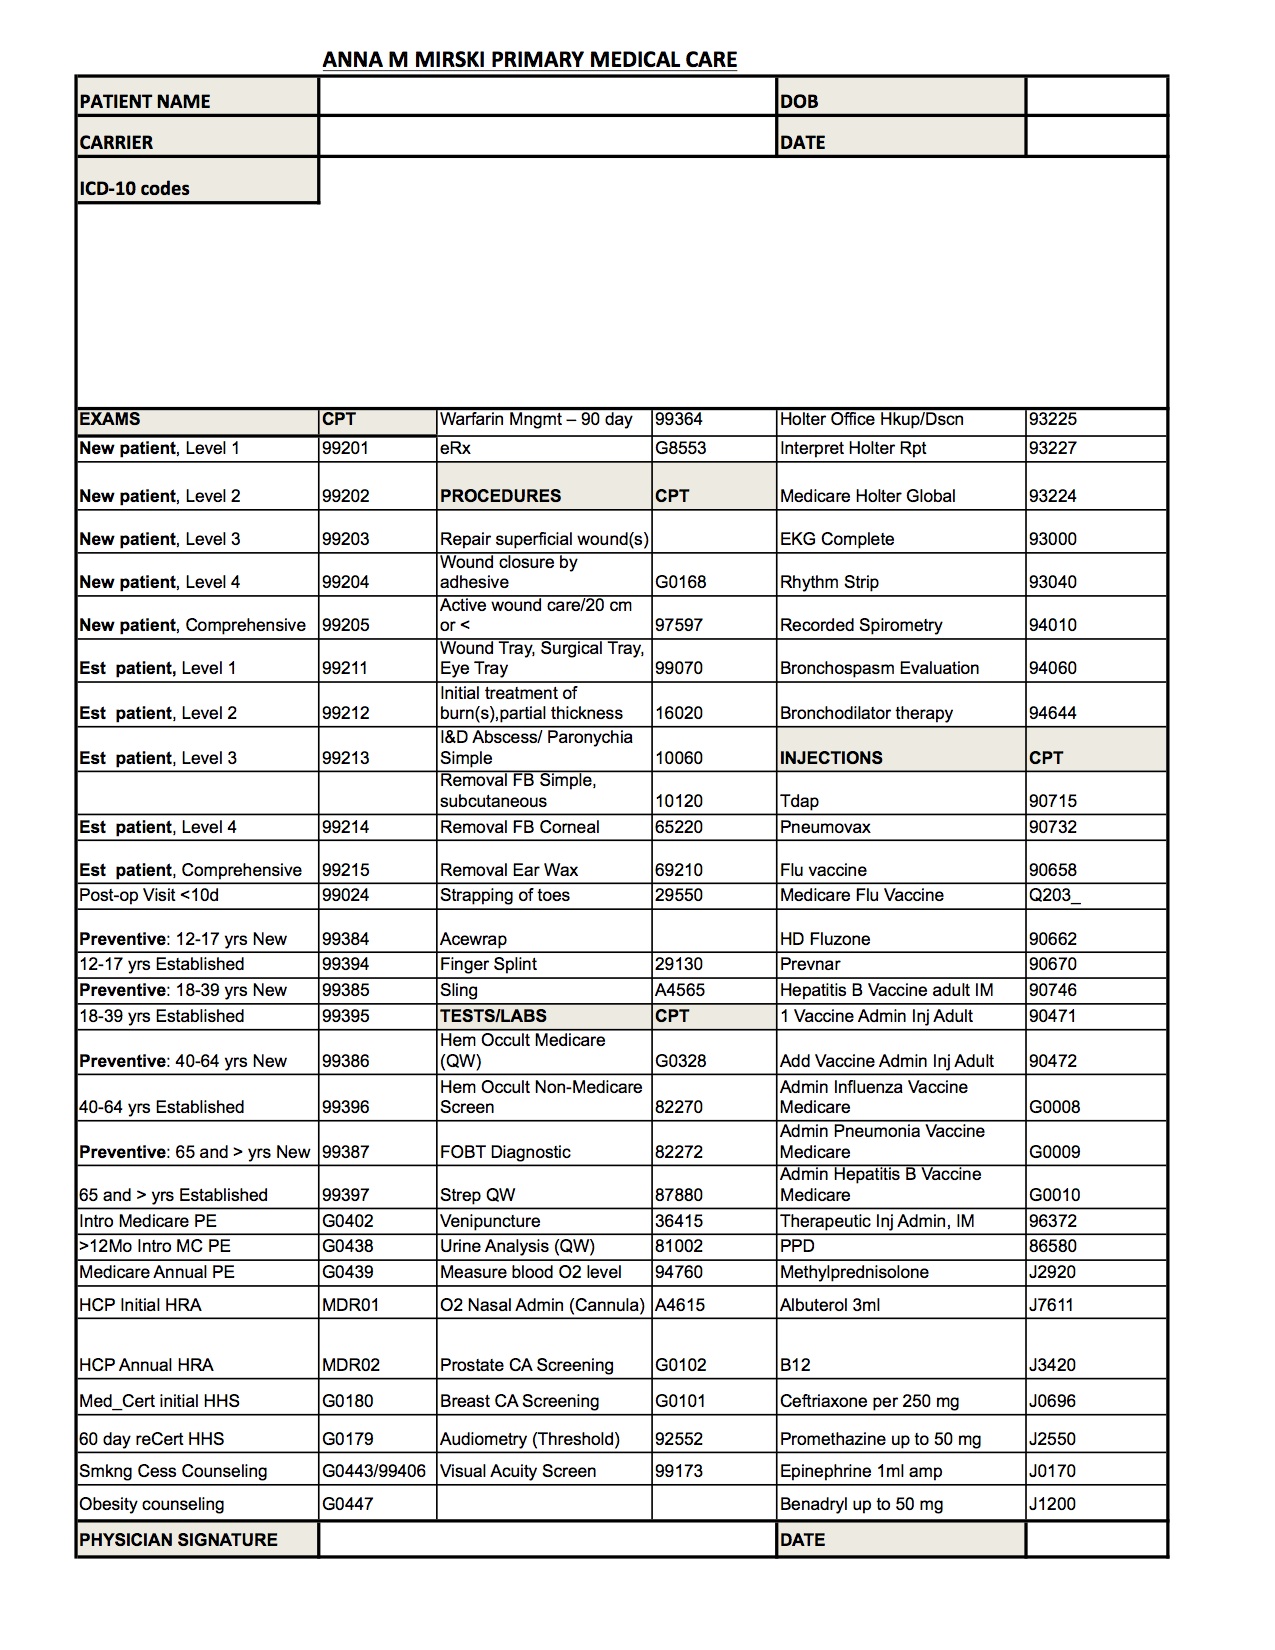 ANNA M MIRSKI PRIMARY MEDICAL CARE
PATIENT NAME DOB
CARRIER DATE
ICD-10 codes
EXAMS CPT Warfarin Mngmt – 90 day 99364 Holter Office Hkup/Dscn 93225
New patient, Level 1 99201 eRx G8553 Interpret Holter Rpt 93227
New patient, Level 2 99202 PROCEDURES CPT Medicare Holter Global 93224
New patient, Level 3 99203 Repair superficial wound(s) EKG Complete 93000
New patient, Level 4 99204 Wound closure by adhesive G0168 Rhythm Strip 93040
New patient, Comprehensive 99205 Active wound care/20 cm or < 97597 Recorded Spirometry 94010
Est patient, Level 1 99211 Wound Tray, Surgical Tray, Eye Tray 99070 Bronchospasm Evaluation 94060
Est patient, Level 2 99212 Initial treatment of burn(s),partial thickness 16020 Bronchodilator therapy 94644
Est patient, Level 3 99213 I&D Abscess/ Paronychia Simple 10060 INJECTIONS CPT
Removal FB Simple, subcutaneous 10120 Tdap 90715
Est patient, Level 4 99214 Removal FB Corneal 65220 Pneumovax 90732
Est patient, Comprehensive 99215 Removal Ear Wax 69210 Flu vaccine 90658
Post-op Visit <10d 99024 Strapping of toes 29550 Medicare Flu Vaccine Q203_
Preventive: 12-17 yrs New 99384 Acewrap HD Fluzone 90662
12-17 yrs Established 99394 Finger Splint 29130 Prevnar 90670
Preventive: 18-39 yrs New 99385 Sling A4565 Hepatitis B Vaccine adult IM 90746
18-39 yrs Established 99395 TESTS/LABS CPT 1 Vaccine Admin Inj Adult 90471
Preventive: 40-64 yrs New 99386 Hem Occult Medicare (QW) G0328 Add Vaccine Admin Inj Adult 90472
40-64 yrs Established 99396 Hem Occult Non-Medicare Screen 82270 Admin Influenza Vaccine Medicare G0008
Preventive: 65 and > yrs New 99387 FOBT Diagnostic 82272 Admin Pneumonia Vaccine Medicare G0009
65 and > yrs Established 99397 Strep QW 87880 Admin Hepatitis B Vaccine Medicare G0010
Intro Medicare PE G0402 Venipuncture 36415 Therapeutic Inj Admin, IM 96372
>12Mo Intro MC PE G0438 Urine Analysis (QW) 81002 PPD 86580
Medicare Annual PE G0439 Measure blood O2 level 94760 Methylprednisolone J2920
HCP Initial HRA MDR01 O2 Nasal Admin (Cannula) A4615 Albuterol 3ml J7611
HCP Annual HRA MDR02 Prostate CA Screening G0102 B12 J3420
Med_Cert initial HHS G0180 Breast CA Screening G0101 Ceftriaxone per 250 mg J0696
60 day reCert HHS G0179 Audiometry (Threshold) 92552 Promethazine up to 50 mg J2550
Smkng Cess Counseling G0443/99406 Visual Acuity Screen 99173 Epinephrine 1ml amp J0170
Obesity counseling G0447 Benadryl up to 50 mg J1200
PHYSICIAN SIGNATURE DATE